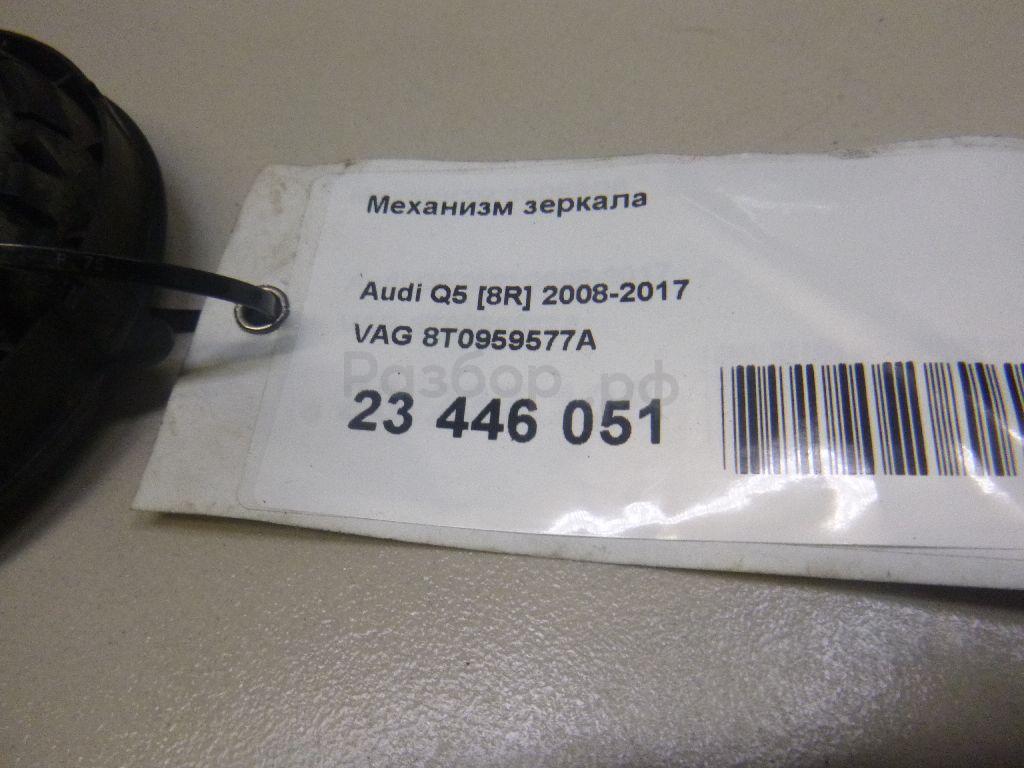 Механизм зеркала
Audi Q5 [8R] 2008-2017
VAG 8T0959577A
Разбор.рф
23 446 051